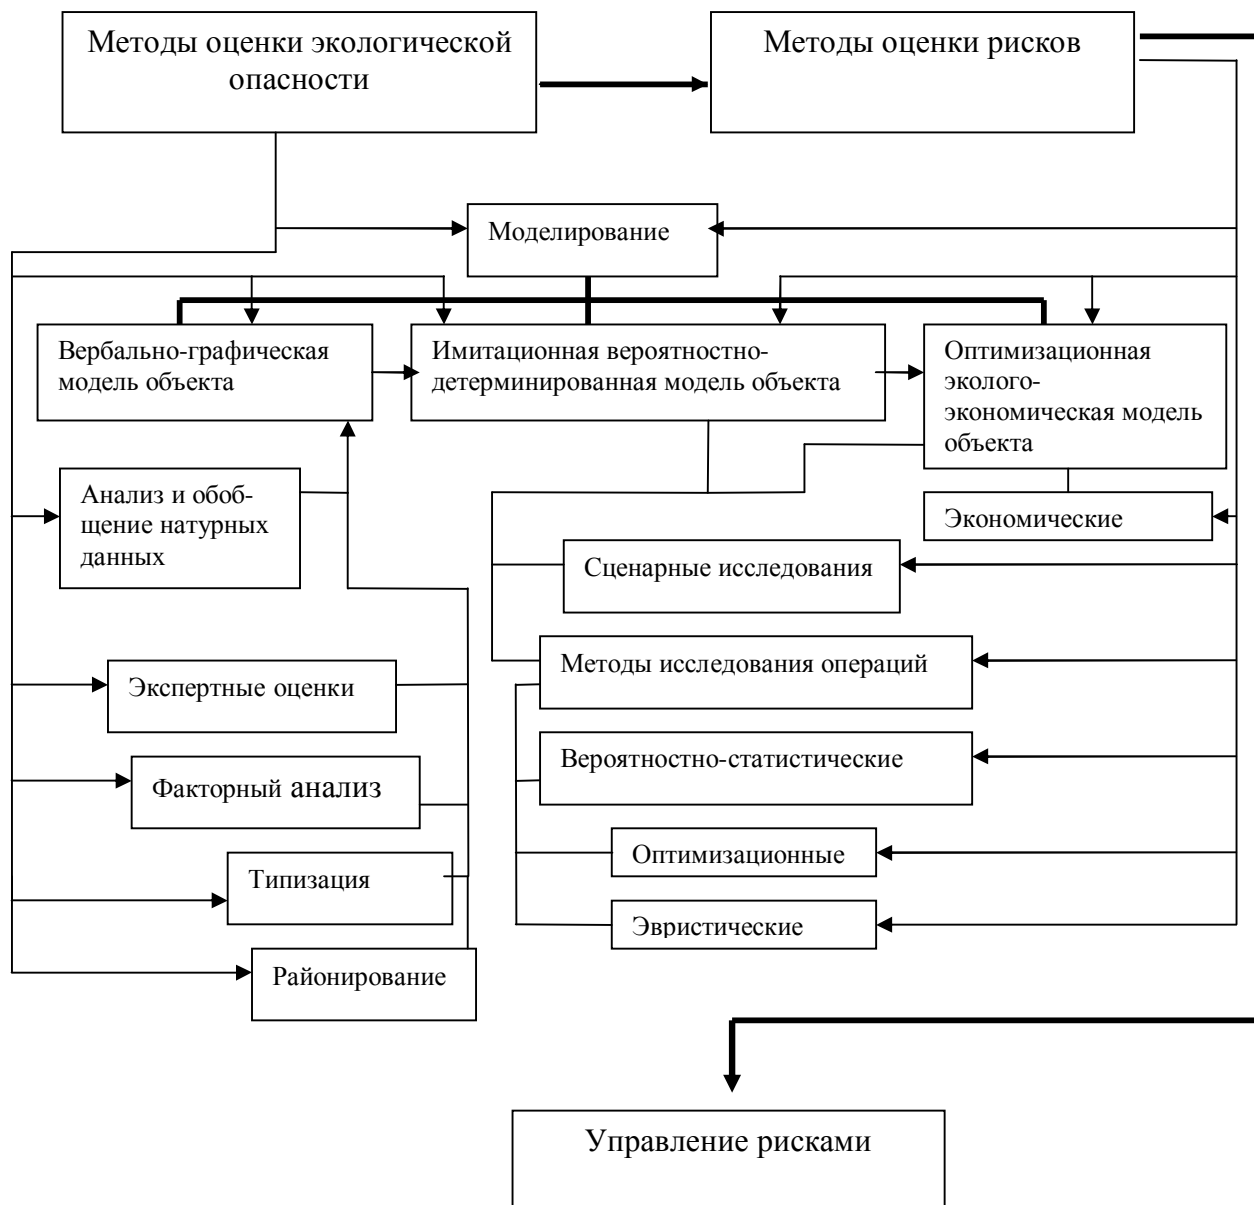 Методы оценки экологической
опасности
Методы оценки рисков
Моделирование
Вербально-графическая
модель объекта
Имитационная вероятностно-
детерминированная модель объекта
Оптимизационная
эколого-
экономическая модель
объекта
Анализ и обоб-
щение натурных
данных
Экономические
Сценарные исследования
Методы исследования операций
Экспертные оценки
Вероятностно-статистические
Факторный анализ
Оптимизационные
Типизация
Эвристические
Районирование
Управление рисками